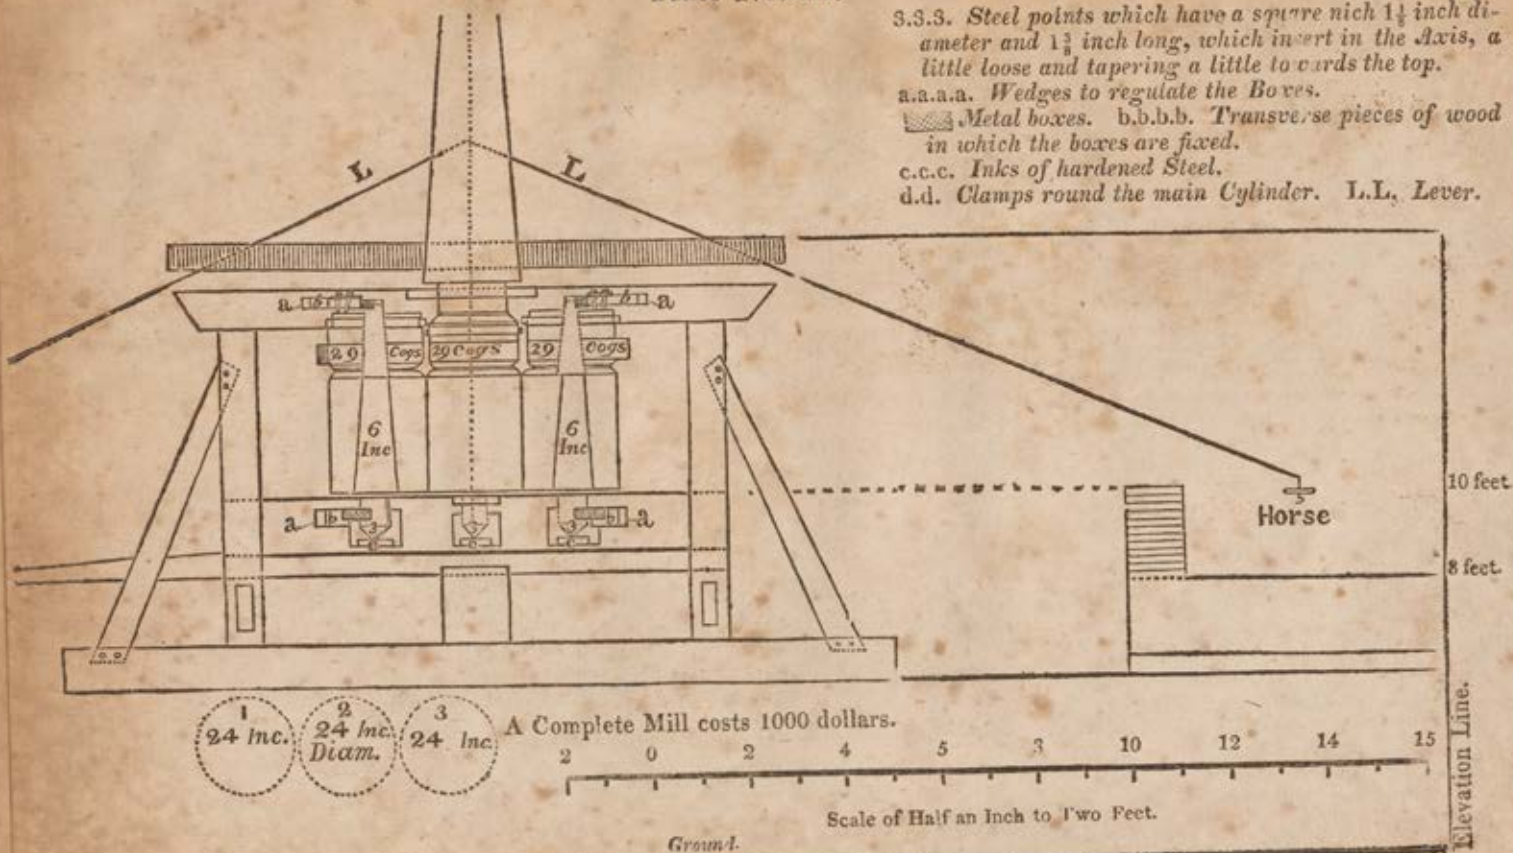 3.3.3. Steel points which have a square nich 1⅛ inch di-
ameter and 1⅜ inch long, which insert in the Axis, a
little loose and tapering a little towards the top.
a.a.a.a. Wedges to regulate the Boxes.
Metal boxes. b.b.b.b. Transverse pieces of wood
in which the boxes are fixed.
c.c.c. Inks of hardened Steel.
d.d. Clamps round the main Cylinder. L.L, Lever.
L L
a b b a
29 Cogs 29 Cogs 29 Cogs
6 Inc 6 Inc
a b 3 3 3 b a
10 feet
Horse
8 feet.
1 2 3
24 Inc. 24 Inc. 24 Inc
Diam.
A Complete Mill costs 1000 dollars.
2 0 2 4 5 3 10 12 14 15
Scale of Half an Inch to Two Feet.
Ground.
Elevation Line.